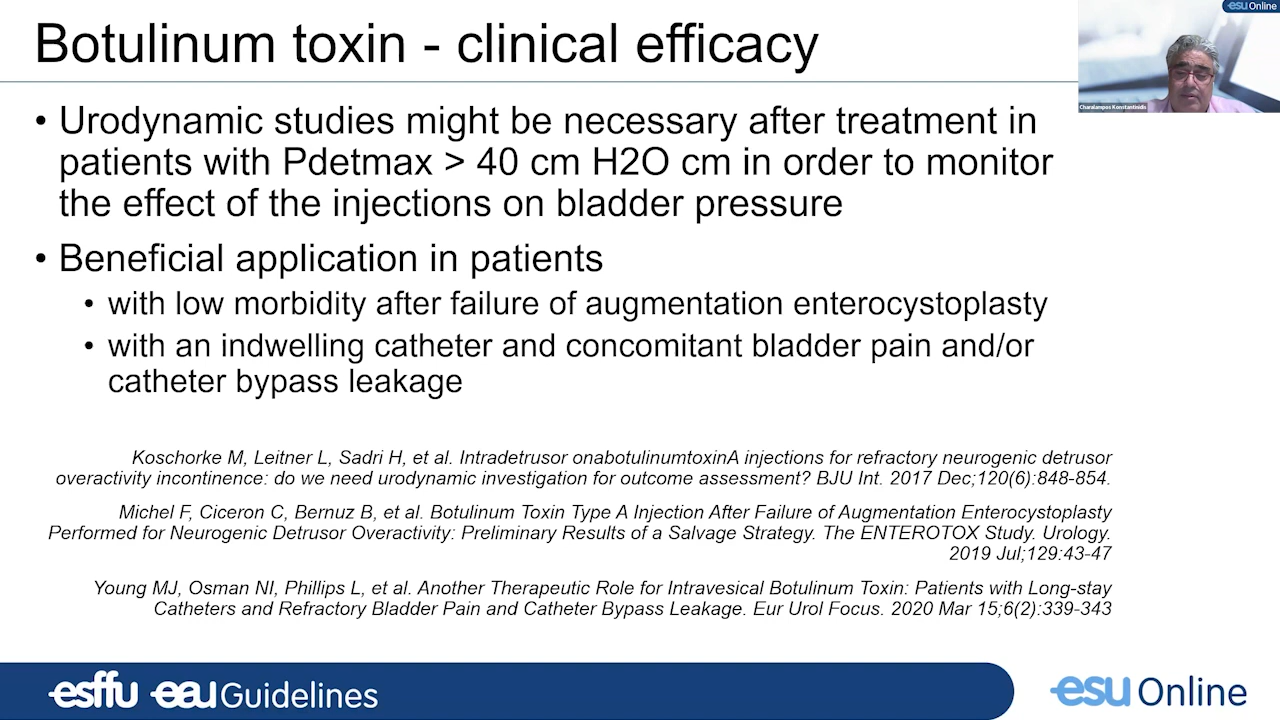 Botulinum toxin - clinical efficacy
esu Online
Charalampos Konstantinidis
• Urodynamic studies might be necessary after treatment in
patients with Pdetmax > 40 cm H2O cm in order to monitor
the effect of the injections on bladder pressure
• Beneficial application in patients
• with low morbidity after failure of augmentation enterocystoplasty
• with an indwelling catheter and concomitant bladder pain and/or
catheter bypass leakage
Koschorke M, Leitner L, Sadri H, et al. Intradetrusor onabotulinumtoxinA injections for refractory neurogenic detrusor
overactivity incontinence: do we need urodynamic investigation for outcome assessment? BJU Int. 2017 Dec;120(6):848-854.
Michel F, Ciceron C, Bernuz B, et al. Botulinum Toxin Type A Injection After Failure of Augmentation Enterocystoplasty
Performed for Neurogenic Detrusor Overactivity: Preliminary Results of a Salvage Strategy. The ENTEROTOX Study. Urology.
2019 Jul;129:43-47
Young MJ, Osman NI, Phillips L, et al. Another Therapeutic Role for Intravesical Botulinum Toxin: Patients with Long-stay
Catheters and Refractory Bladder Pain and Catheter Bypass Leakage. Eur Urol Focus. 2020 Mar 15;6(2):339-343
esffu eau Guidelines
esu Online